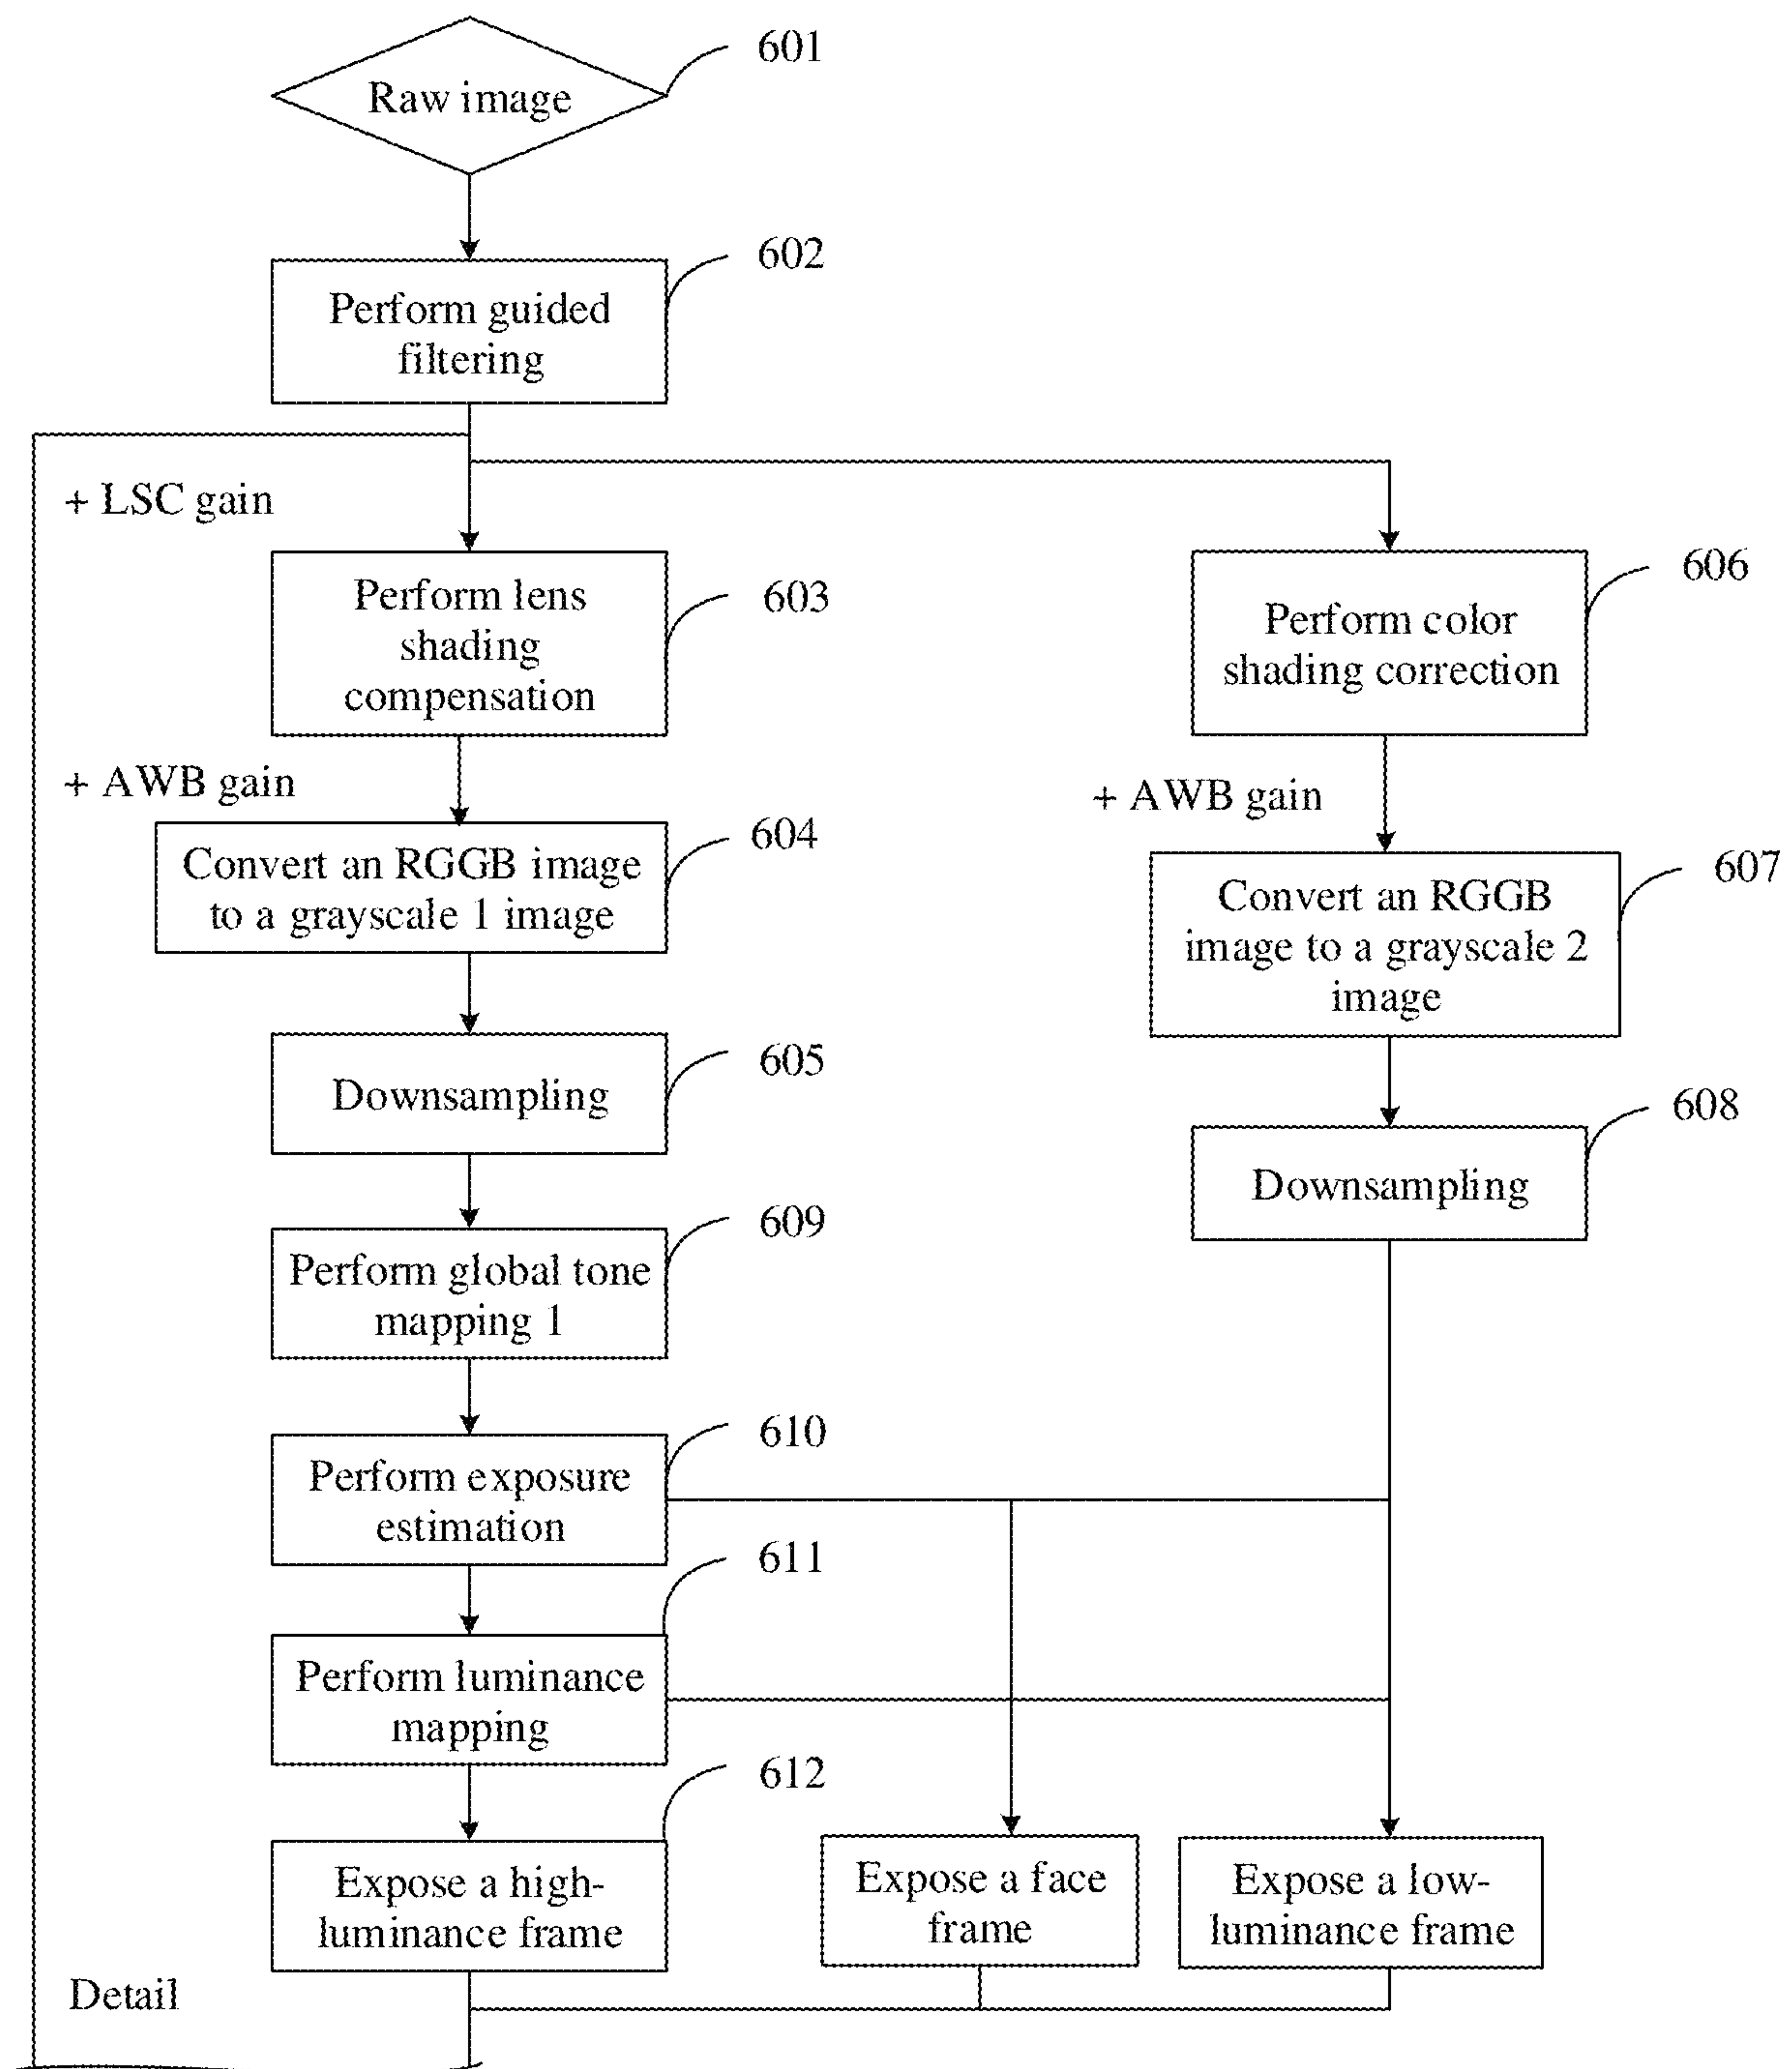 601
Raw image
602
Perform guided
filtering
+ LSC gain
603
Perform lens
shading
compensation
606
Perform color
shading correction
+ AWB gain
+ AWB gain
604
Convert an RGGB image
to a grayscale 1 image
607
Convert an RGGB
image to a grayscale 2
image
605
Downsampling
608
Downsampling
609
Perform global tone
mapping 1
610
Perform exposure
estimation
611
Perform luminance
mapping
612
Expose a high-
luminance frame
Expose a face
frame
Expose a low-
luminance frame
Detail